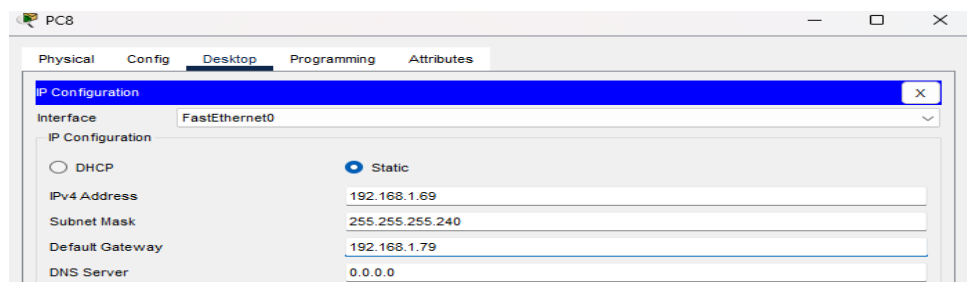 PC8
Physical Config Desktop Programming Attributes
IP Configuration X
Interface FastEthernet0
IP Configuration
DHCP Static
IPv4 Address 192.168.1.69
Subnet Mask 255.255.255.240
Default Gateway 192.168.1.79
DNS Server 0.0.0.0